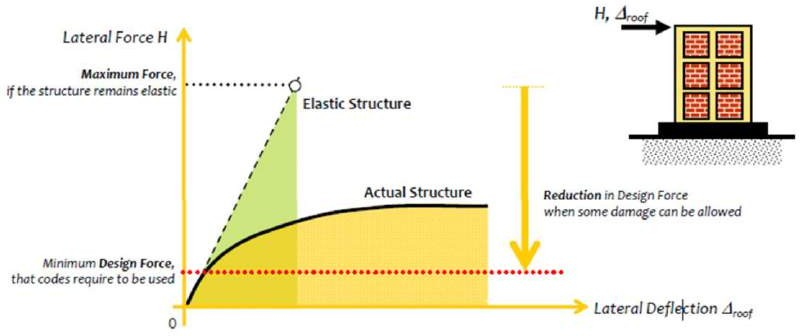 H, Δroof
Lateral Force H
Maximum Force,
if the structure remains elastic
Elastic Structure
Actual Structure
Reduction in Design Force
when some damage can be allowed
Minimum Design Force,
that codes require to be used
0
Lateral Deflection Δroof